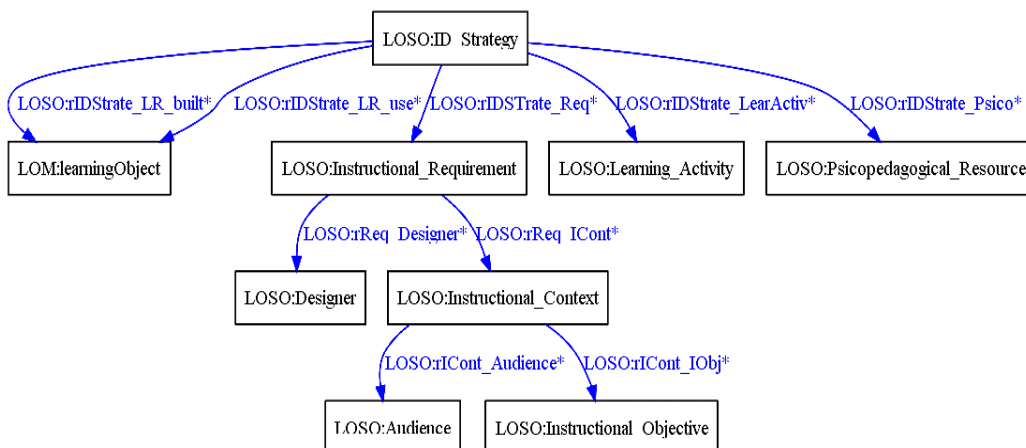 LOSO:ID_Strategy
LOSO:rIDStrate_LR_built*
LOSO:rIDStrate_LR_use*
LOSO:rIDSTrate_Req*
LOSO:rIDStrate_LearActiv*
LOSO:rIDStrate_Psico*
LOM:learningObject
LOSO:Instructional_Requirement
LOSO:Learning_Activity
LOSO:Psicopedagogical_Resource
LOSO:rReq_Designer*
LOSO:rReq_ICont*
LOSO:Designer
LOSO:Instructional_Context
LOSO:rICont_Audience*
LOSO:rICont_IObj*
LOSO:Audience
LOSO:Instructional_Objective